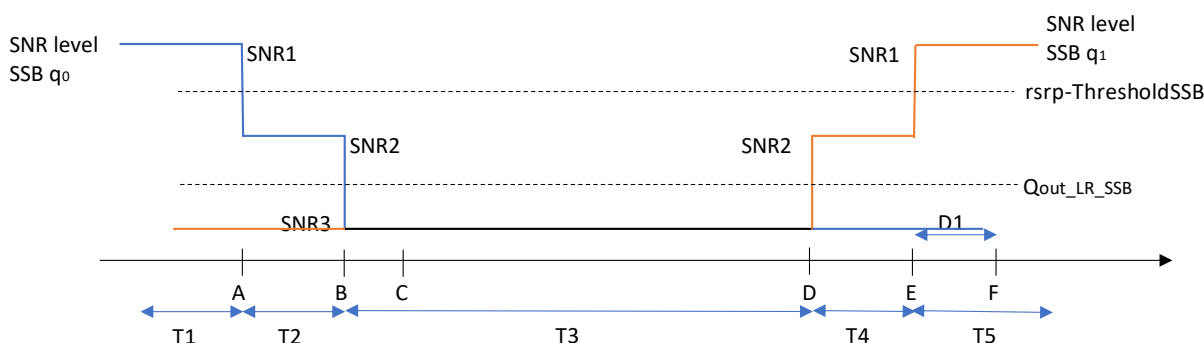 SNR level
SSB q0
SNR1
SNR2
SNR3
SNR1
SNR2
SNR level
SSB q1
rsrp-ThresholdSSB
Qout_LR_SSB
D1
A B C D E F
T1 T2 T3 T4 T5